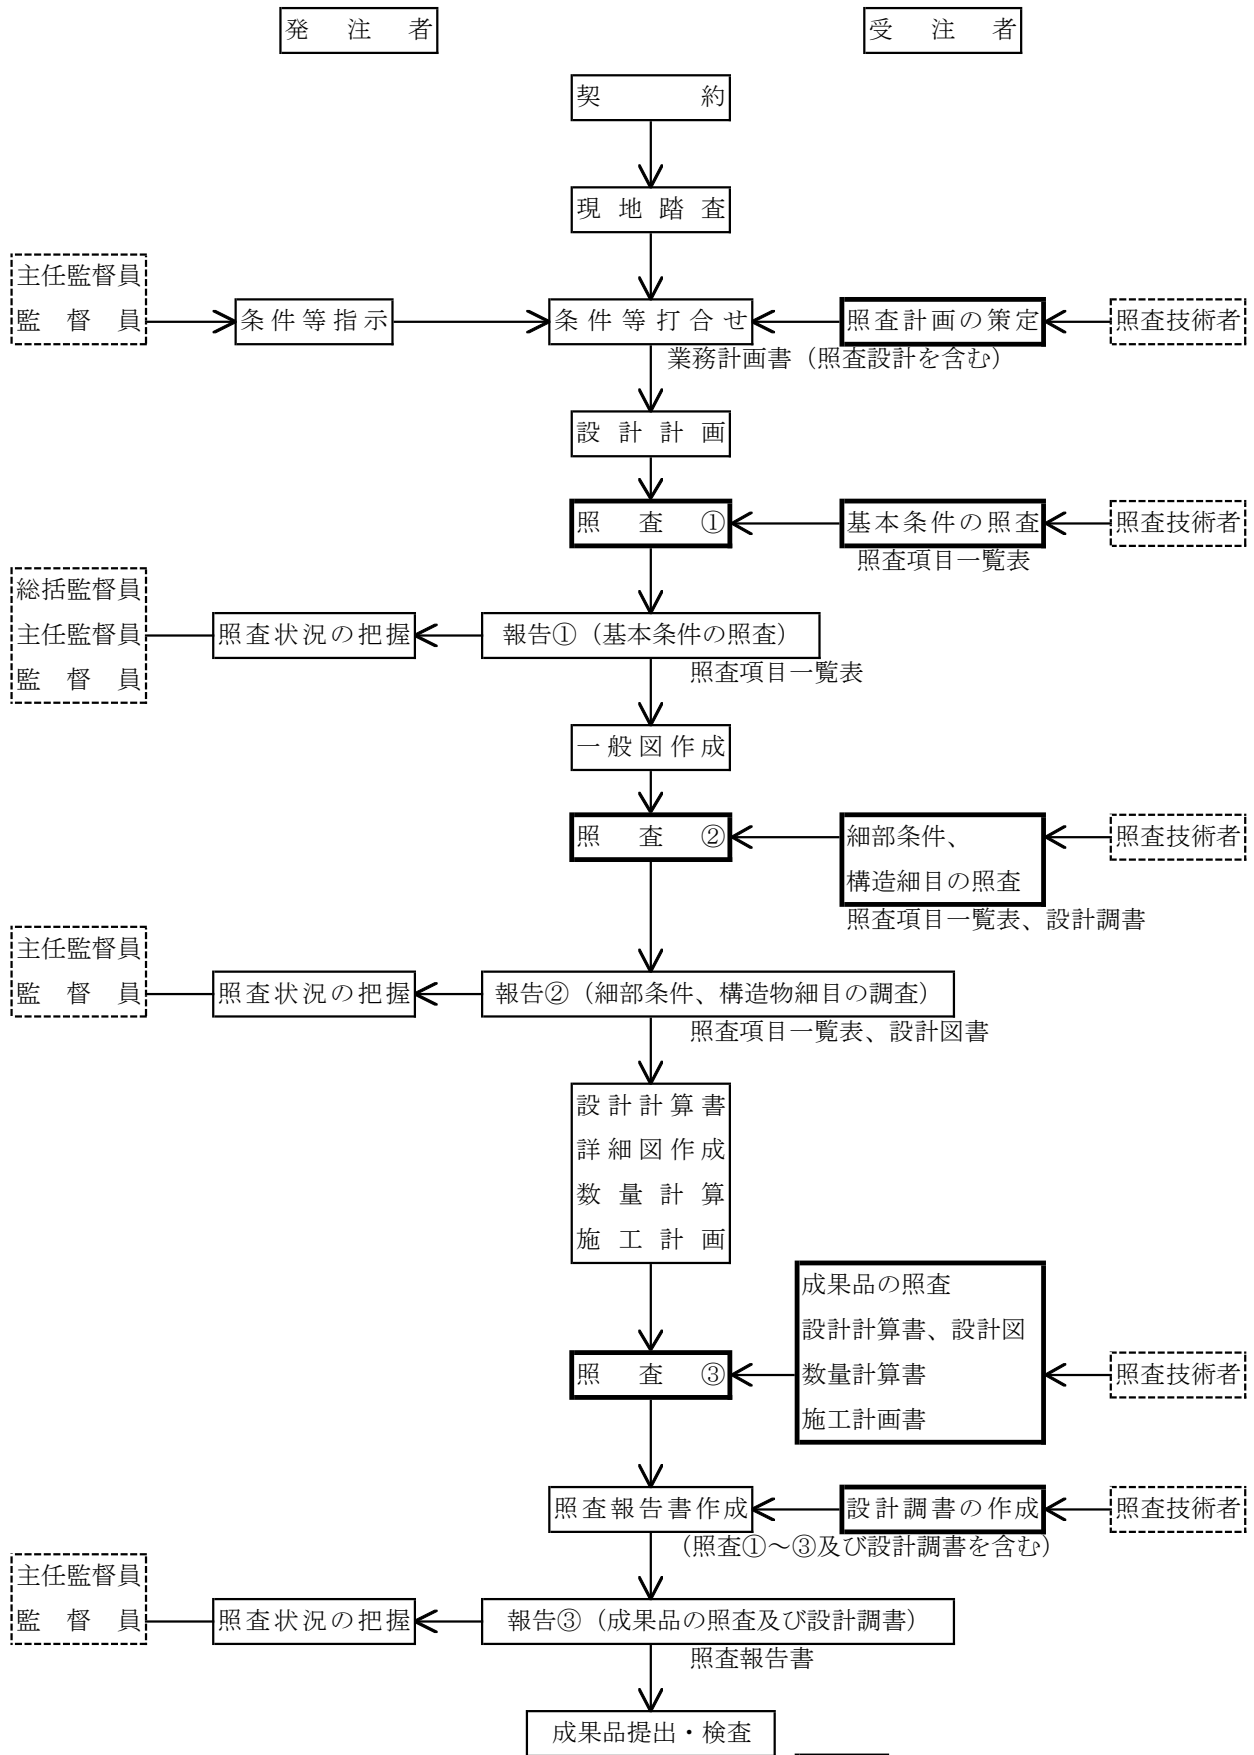 発注者
受注者
契約
現地踏査
主任監督員
監督員
条件等指示
条件等打合せ
照査計画の策定
照査技術者
業務計画書（照査設計を含む）
設計計画
照査①
基本条件の照査
照査技術者
照査項目一覧表
総括監督員
主任監督員
監督員
照査状況の把握
報告①（基本条件の照査）
照査項目一覧表
一般図作成
照査②
細部条件、
構造細目の照査
照査技術者
照査項目一覧表、設計調書
主任監督員
監督員
照査状況の把握
報告②（細部条件、構造物細目の調査）
照査項目一覧表、設計図書
設計計算書
詳細図作成
数量計算
施工計画
成果品の照査
設計計算書、設計図
数量計算書
施工計画書
照査③
照査技術者
照査報告書作成
設計調書の作成
照査技術者
（照査①～③及び設計調書を含む）
主任監督員
監督員
照査状況の把握
報告③（成果品の照査及び設計調書）
照査報告書
成果品提出・検査